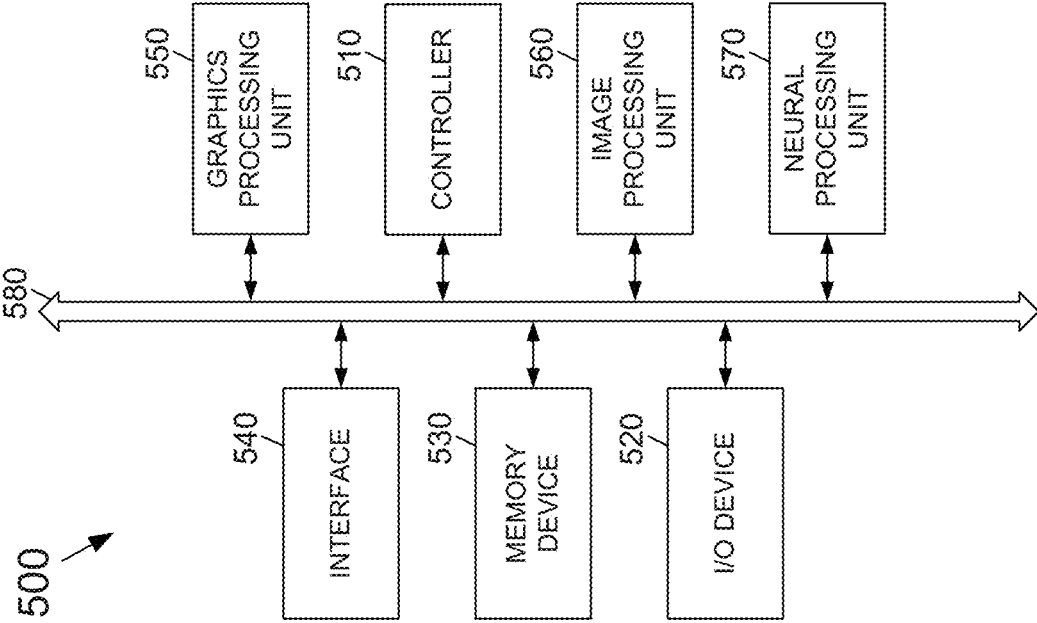 500
540
INTERFACE
530
MEMORY
DEVICE
520
I/O DEVICE
580
550
GRAPHICS
PROCESSING
UNIT
510
CONTROLLER
560
IMAGE
PROCESSING
UNIT
570
NEURAL
PROCESSING
UNIT